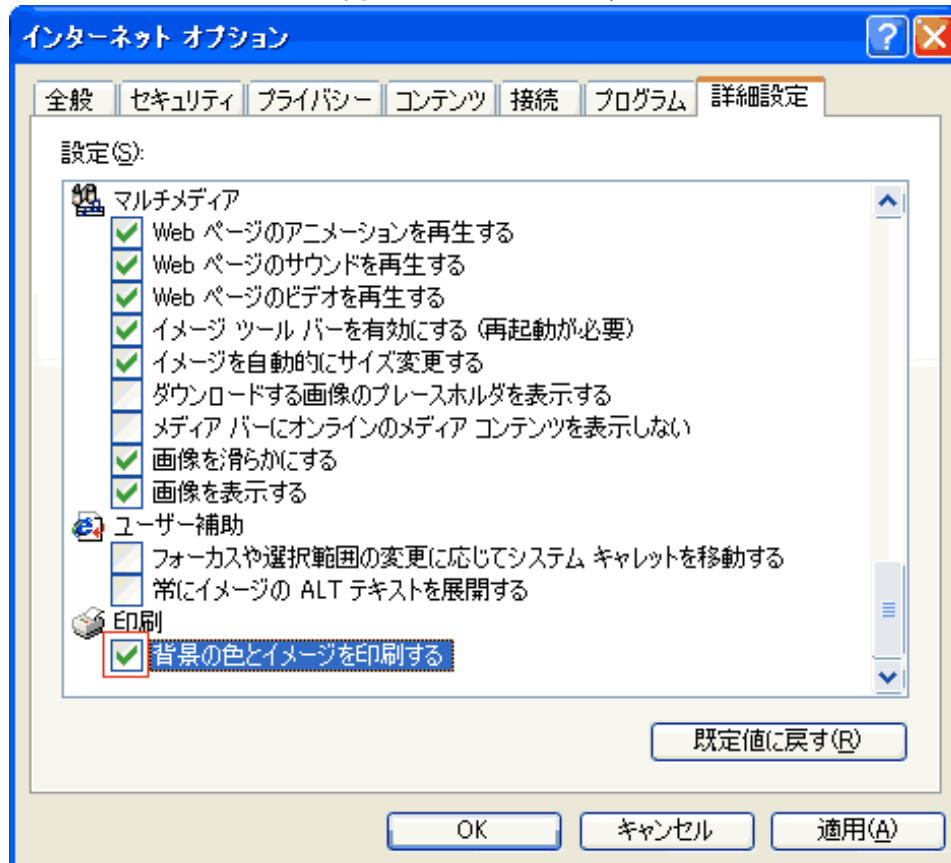 インターネット オプション
全般 セキュリティ プライバシー コンテンツ 接続 プログラム 詳細設定
設定(S):
マルチメディア
Web ページのアニメーションを再生する
Web ページのサウンドを再生する
Web ページのビデオを再生する
イメージ ツール バーを有効にする (再起動が必要)
イメージを自動的にサイズ変更する
ダウンロードする画像のプレースホルダを表示する
メディア バーにオンラインのメディア コンテンツを表示しない
画像を滑らかにする
画像を表示する
ユーザー補助
フォーカスや選択範囲の変更に応じてシステム キャレットを移動する
常にイメージの ALT テキストを展開する
印刷
背景の色とイメージを印刷する
既定値に戻す(R)
OK キャンセル 適用(A)